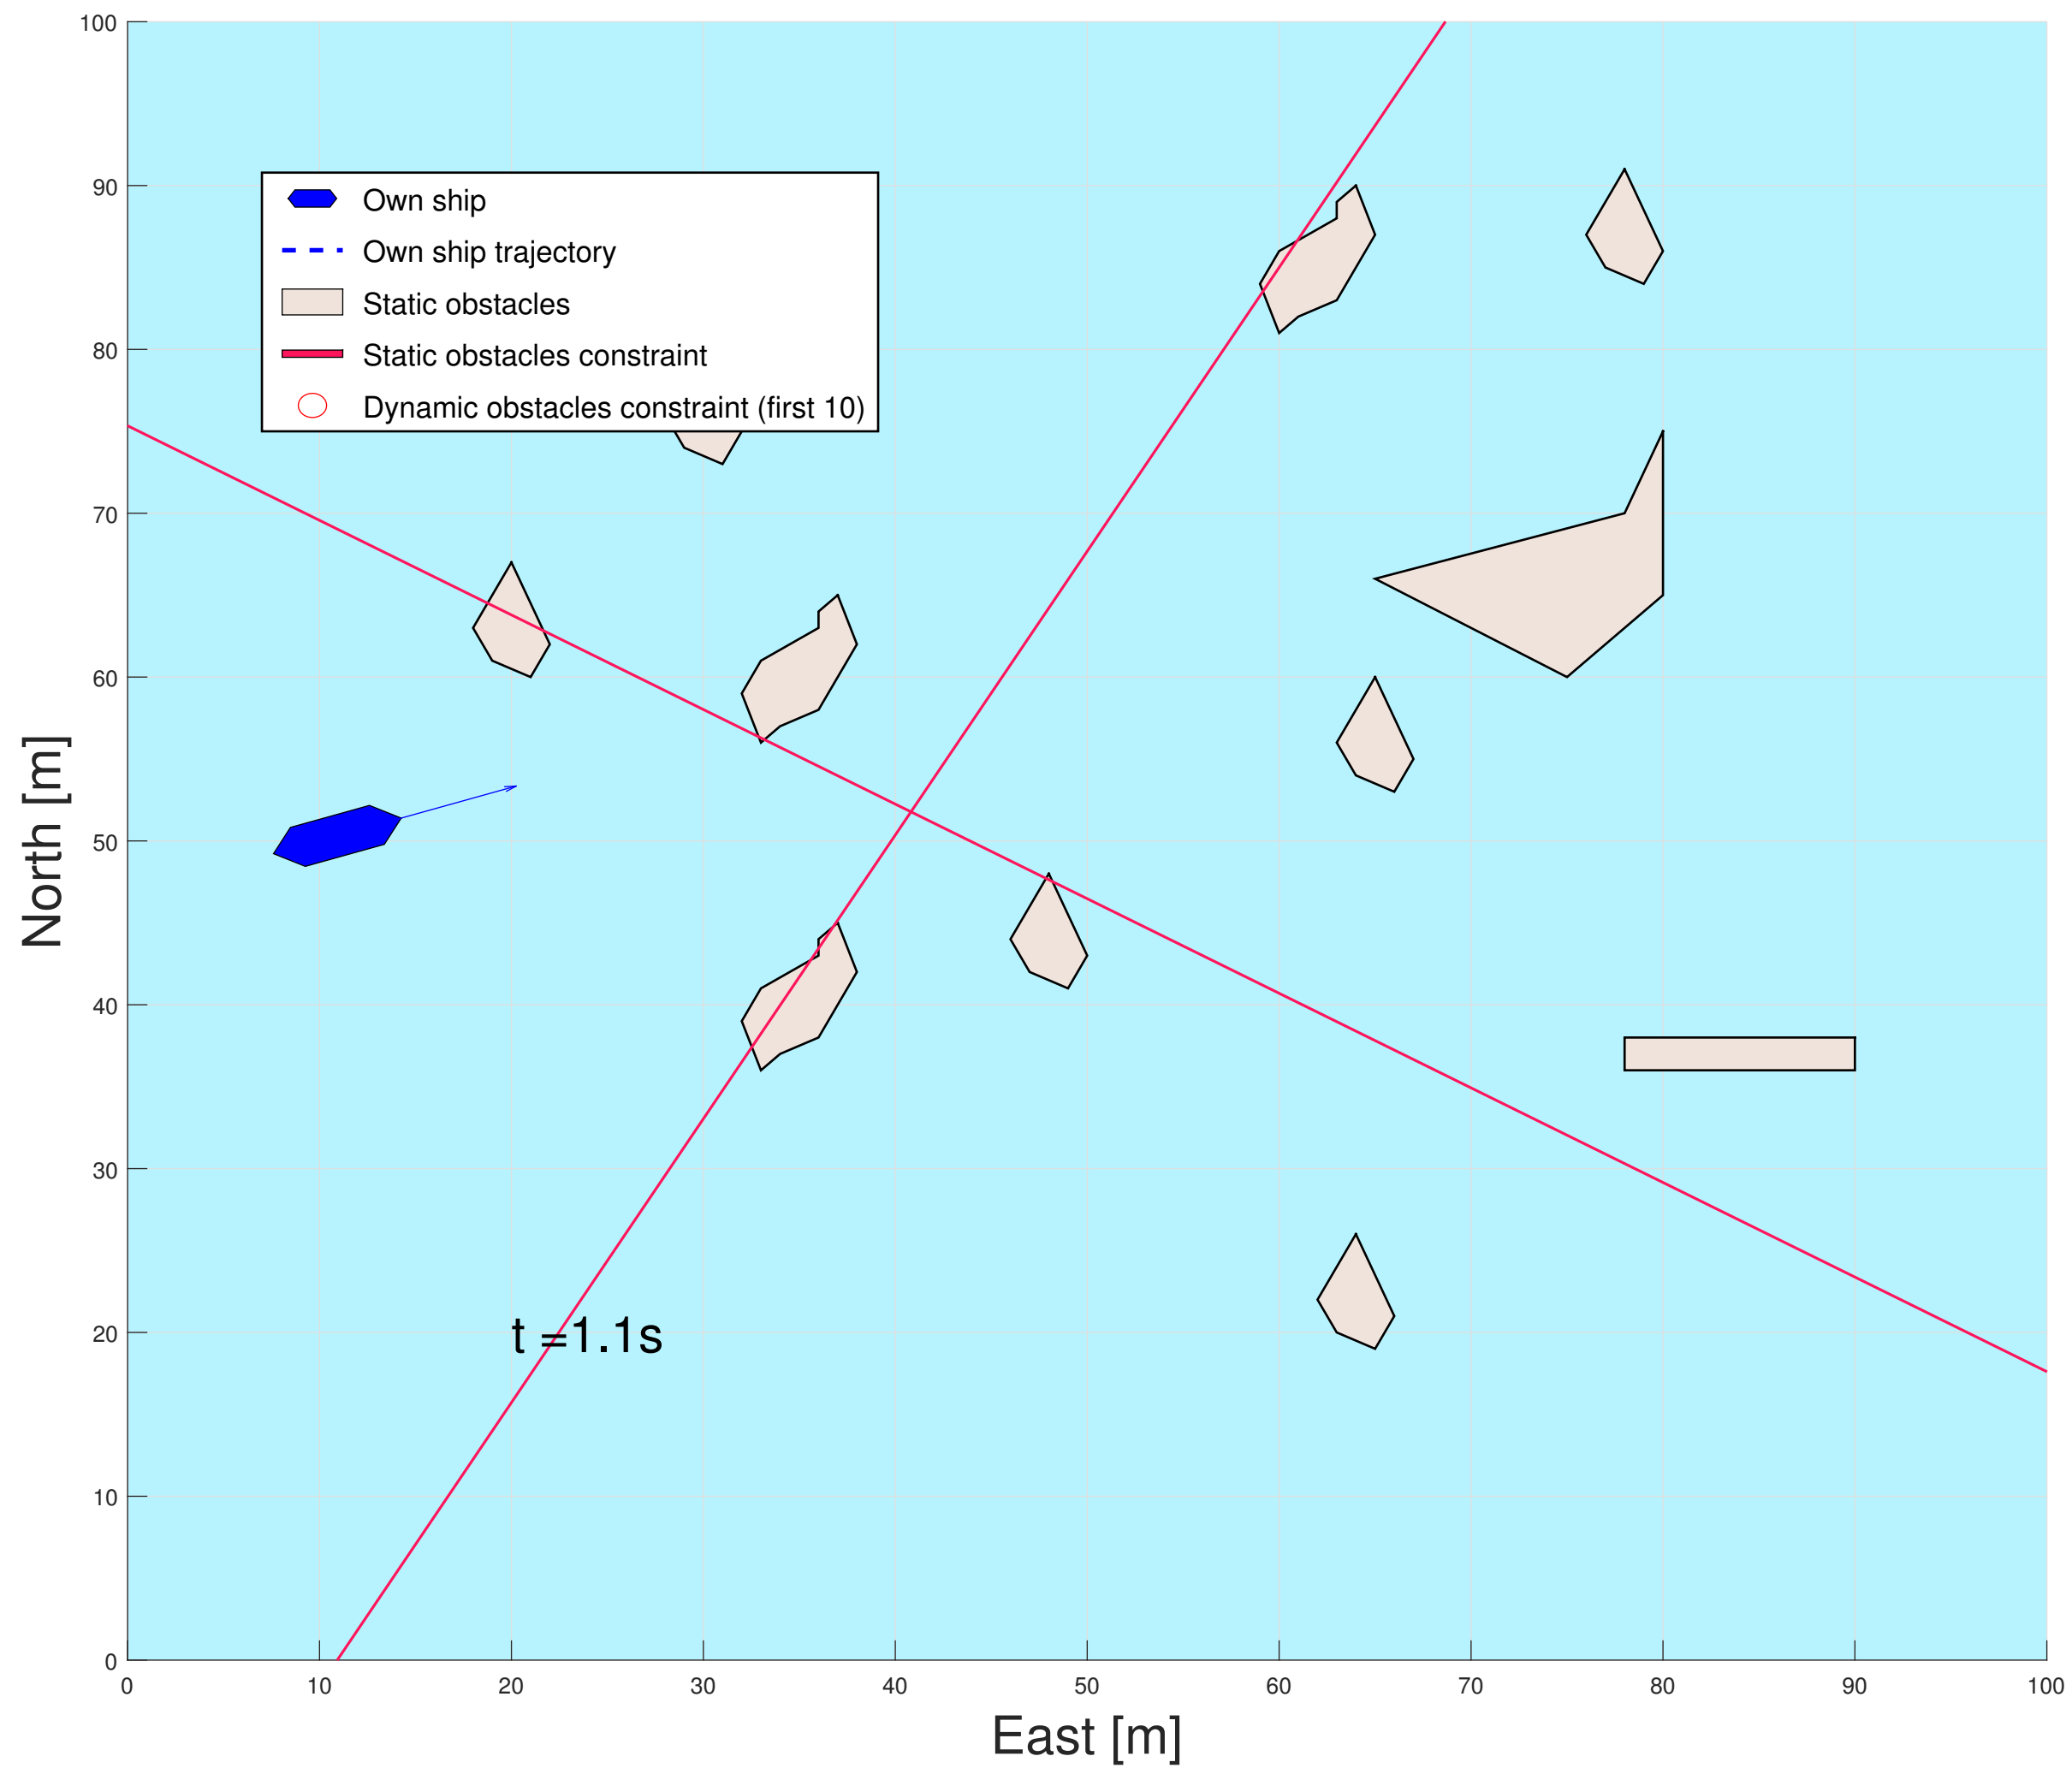 100
90
80
70
60
50
40
30
20
10
0
North [m]
Own ship
Own ship trajectory
Static obstacles
Static obstacles constraint
Dynamic obstacles constraint (first 10)
t =1.1s
0 10 20 30 40 50 60 70 80 90 100
East [m]